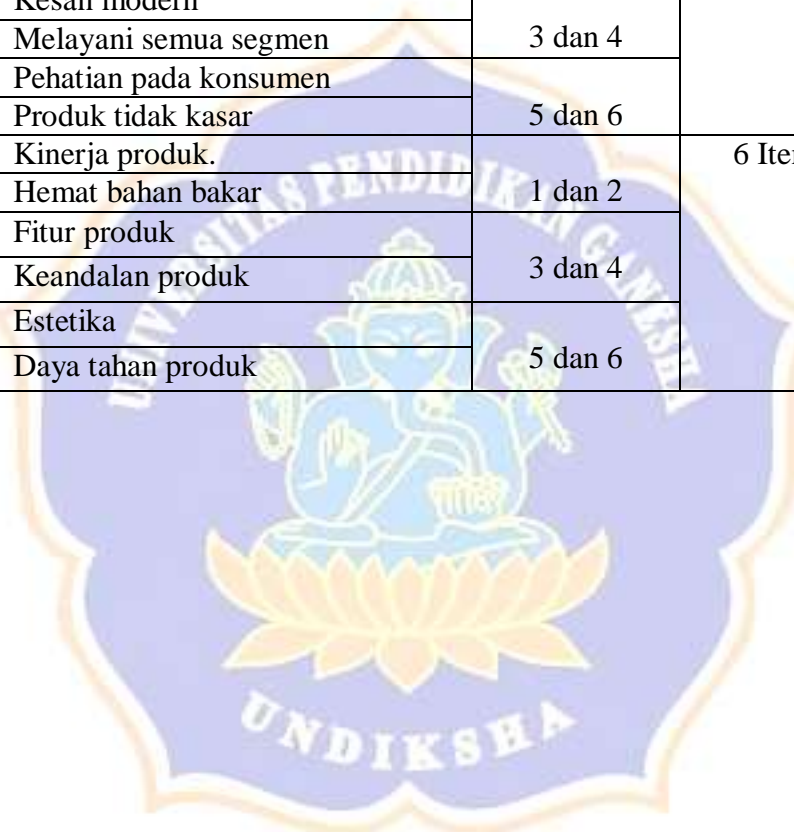 Kesan modern
Melayani semua segmen 3 dan 4
Pehatian pada konsumen
Produk tidak kasar 5 dan 6
Kinerja produk. 6 Iter
Hemat bahan bakar 1 dan 2
Fitur produk
Keandalan produk 3 dan 4
Estetika
Daya tahan produk 5 dan 6
UNIVERSITAS PENDIDIKAN GANESHA
UNDIKSHA